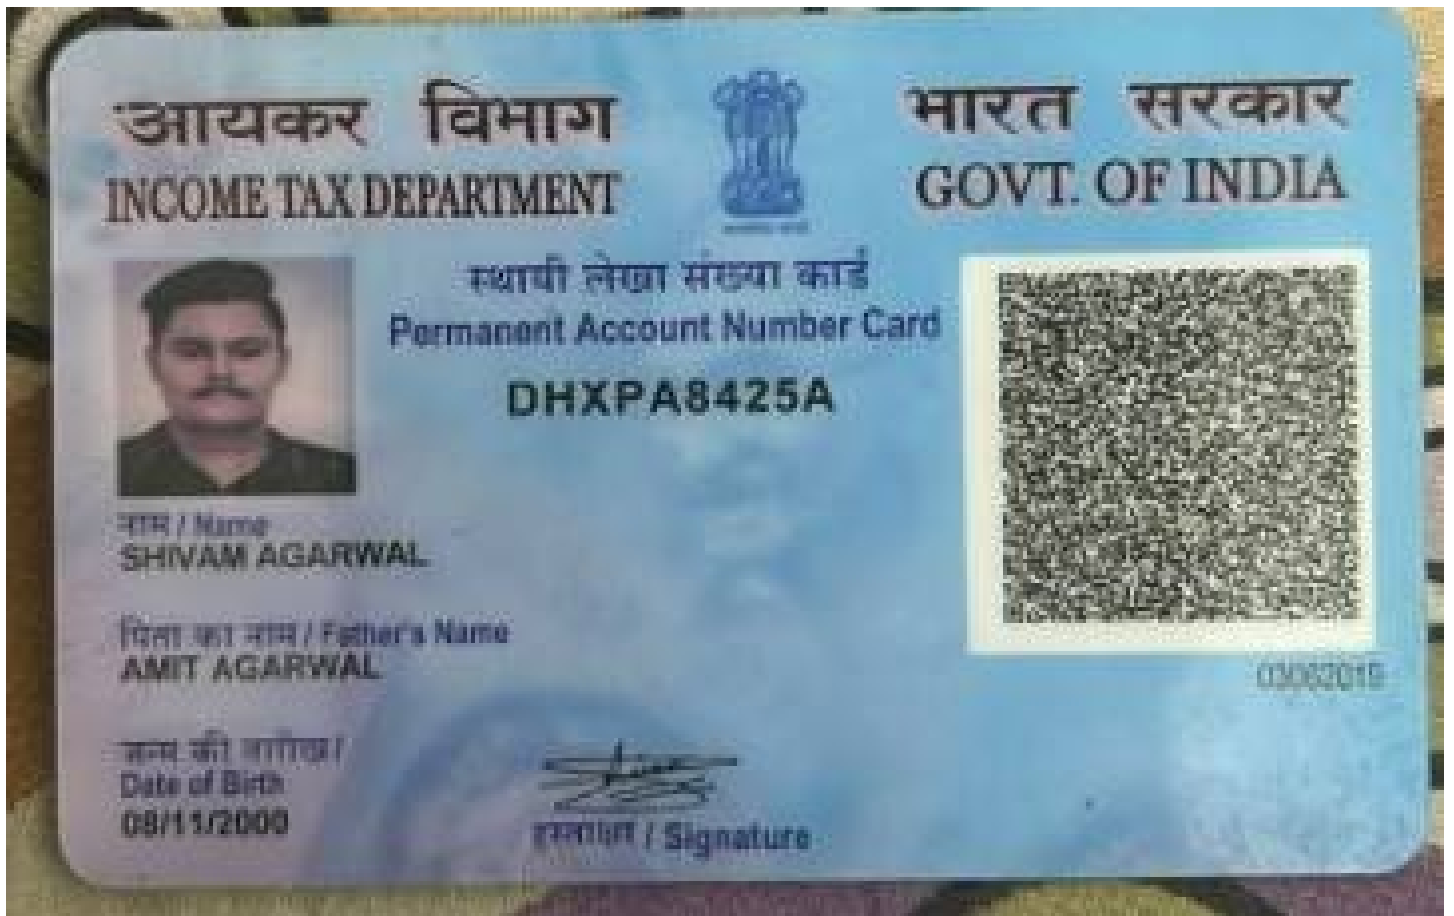 आयकर विभाग
INCOME TAX DEPARTMENT
भारत सरकार
GOVT. OF INDIA
स्थायी लेखा संख्या कार्ड
Permanent Account Number Card
DHXPA8425A
नाम / Name
SHIVAM AGARWAL
पिता का नाम / Father's Name
AMIT AGARWAL
03062019
जन्म की तारीख /
Date of Birth
08/11/2000
हस्ताक्षर / Signature